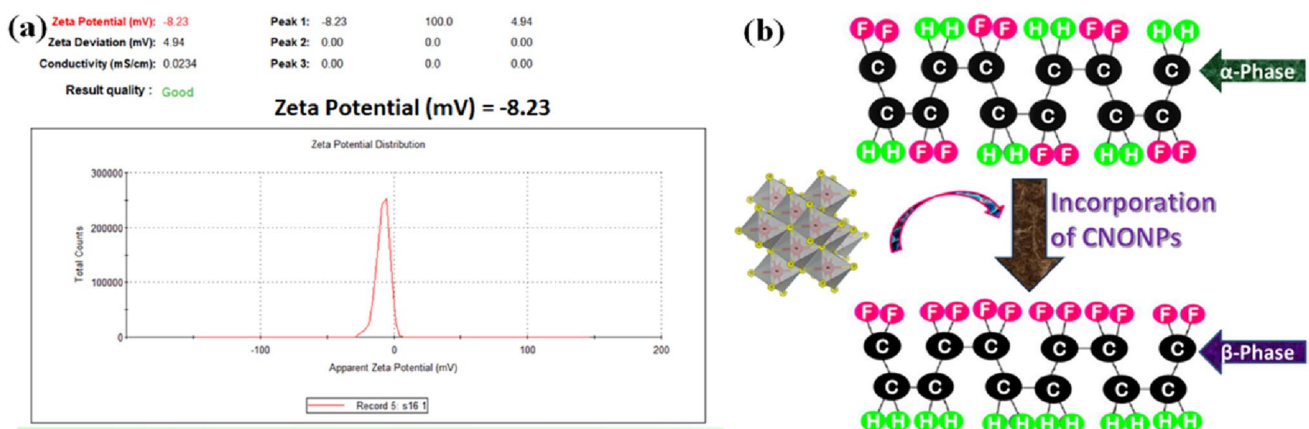 (a)
Zeta Potential (mV): -8.23 Peak 1: -8.23 100.0 4.94
Zeta Deviation (mV): 4.94 Peak 2: 0.00 0.0 0.00
Conductivity (mS/cm): 0.0234 Peak 3: 0.00 0.0 0.00
Result quality : Good
Zeta Potential (mV) = -8.23
Zeta Potential Distribution
Total Counts
300000
200000
100000
0
-100 0 100 200
Apparent Zeta Potential (mV)
Record 5: s16 1
(b)
F F H H F F H H F F H H
C C C C C C
α-Phase
C C C C C C
H H F F H H F F H H F F
Incorporation
of CNONPs
F F F F F F F F F F F F
C C C C C C
β-Phase
C C C C C C
H H H H H H H H H H H H